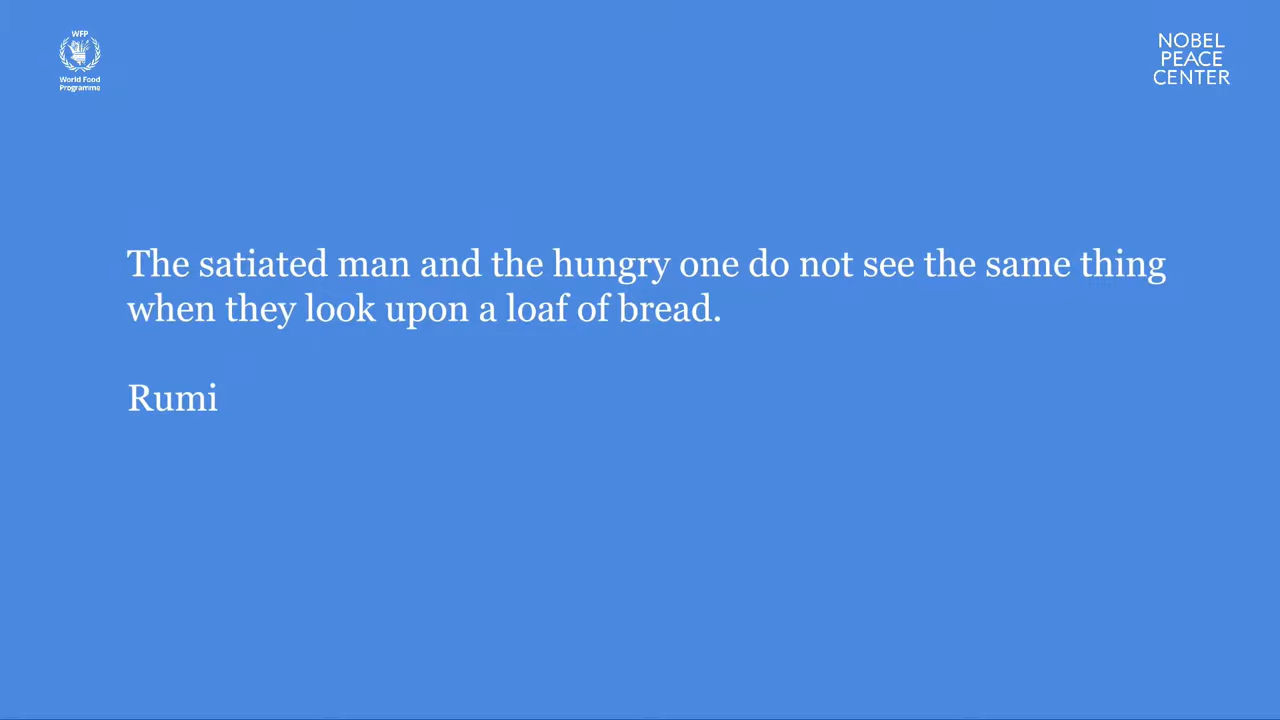 WFP
World Food
Programme
NOBEL
PEACE
CENTER
The satiated man and the hungry one do not see the same thing
when they look upon a loaf of bread.
Rumi